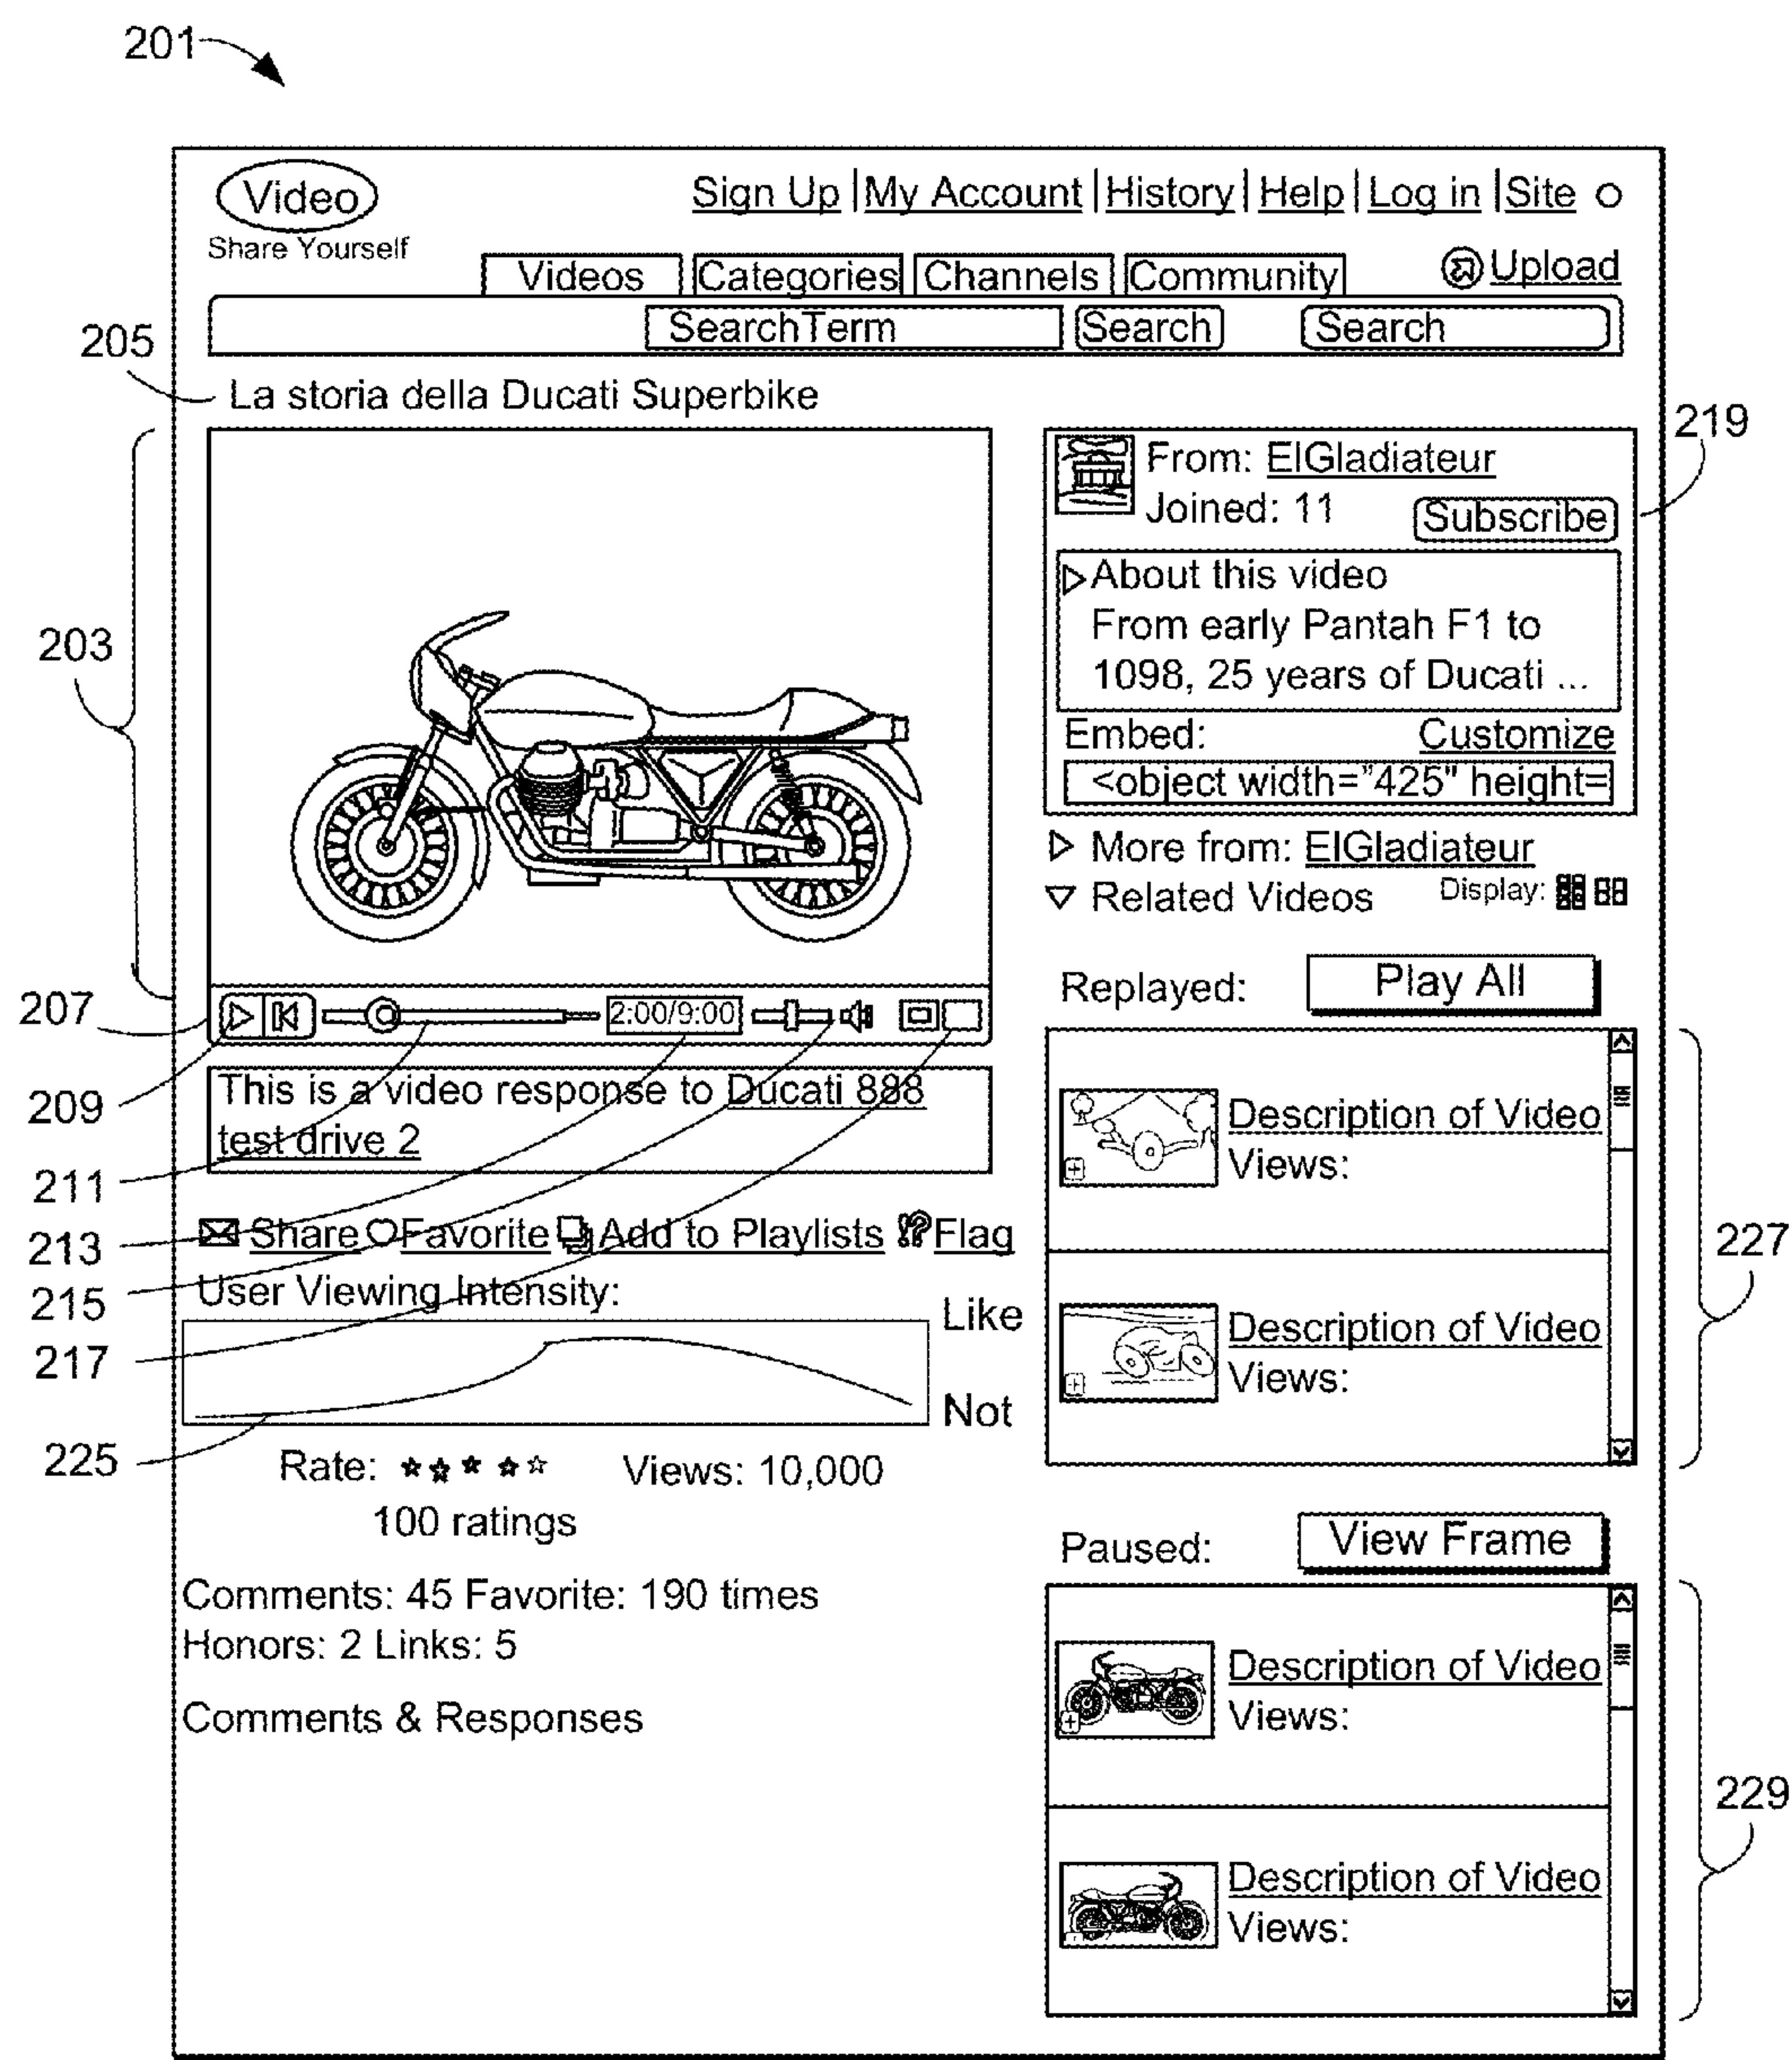 201
Video
Share Yourself
Sign Up | My Account | History | Help | Log in | Site
Videos Categories Channels Community
Upload
SearchTerm Search Search
205
La storia della Ducati Superbike
203
219
From: ElGladiateur
Joined: 11
Subscribe
About this video
From early Pantah F1 to
1098, 25 years of Ducati ...
Embed: Customize
<object width="425" height=
More from: ElGladiateur
Related Videos Display:
207
2:00/9:00
209
211
213
215
217
This is a video response to Ducati 888
test drive 2
Share Favorite Add to Playlists Flag
User Viewing Intensity:
Like
Not
225
Rate: Views: 10,000
100 ratings
Comments: 45 Favorite: 190 times
Honors: 2 Links: 5
Comments & Responses
Replayed: Play All
Description of Video
Views:
Description of Video
Views:
227
Paused: View Frame
Description of Video
Views:
Description of Video
Views:
229